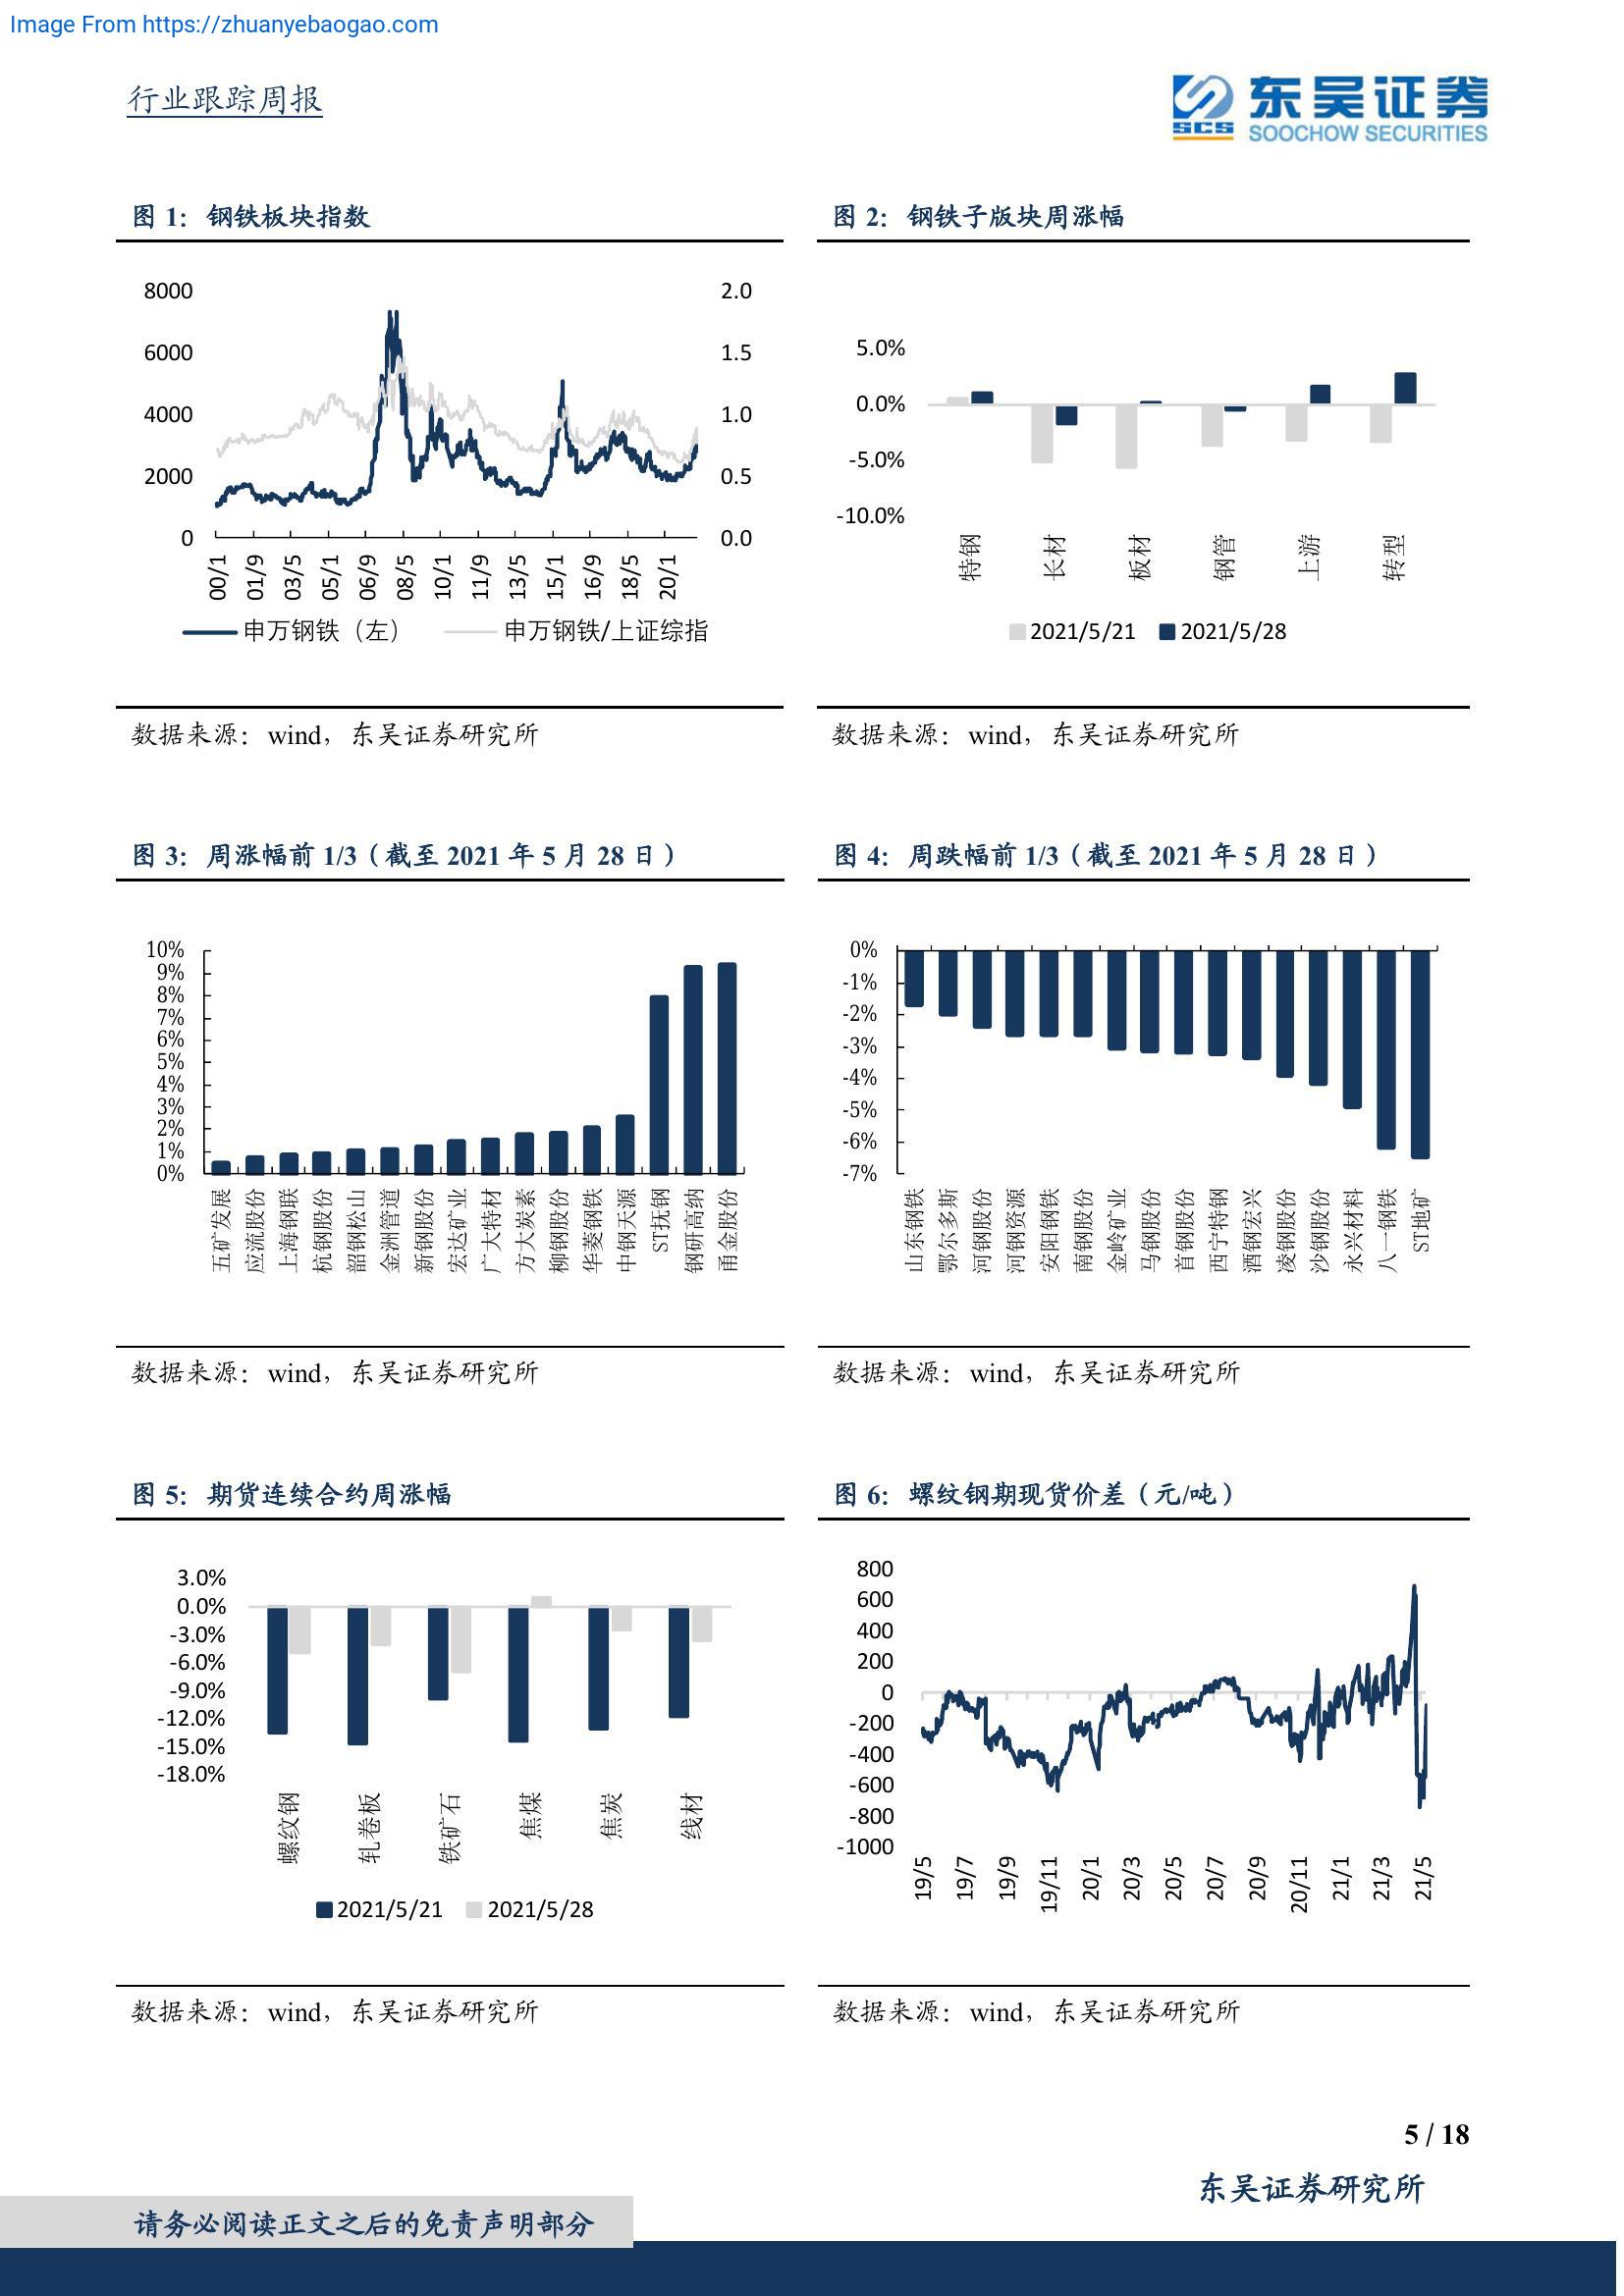 Image From https://zhuanyebaogao.com
行业跟踪周报
SCS 东吴证券
SOOCHOW SECURITIES
图 1: 钢铁板块指数
8000
6000
4000
2000
0
2.0
1.5
1.0
0.5
0.0
00/1 01/9 03/5 05/1 06/9 08/5 10/1 11/9 13/5 15/1 16/9 18/5 20/1
申万钢铁（左） 申万钢铁/上证综指
数据来源：wind，东吴证券研究所
图 2: 钢铁子版块周涨幅
5.0%
0.0%
-5.0%
-10.0%
特钢 长材 板材 钢管 上游 转型
2021/5/21 2021/5/28
数据来源：wind，东吴证券研究所
图 3: 周涨幅前 1/3（截至 2021 年 5 月 28 日）
10%
9%
8%
7%
6%
5%
4%
3%
2%
1%
0%
五矿发展 应流股份 上海钢联 杭钢股份 韶钢松山 金洲管道 新钢股份 宏达矿业 广大特材 方大炭素 柳钢股份 华菱钢铁 中钢天源 ST抚钢 钢研高纳 甬金股份
数据来源：wind，东吴证券研究所
图 4: 周跌幅前 1/3（截至 2021 年 5 月 28 日）
0%
-1%
-2%
-3%
-4%
-5%
-6%
-7%
山东钢铁 鄂尔多斯 河钢股份 河钢资源 安阳钢铁 南钢股份 金岭矿业 马钢股份 首钢股份 西宁特钢 酒钢宏兴 凌钢股份 沙钢股份 永兴材料 八一钢铁 ST地矿
数据来源：wind，东吴证券研究所
图 5: 期货连续合约周涨幅
3.0%
0.0%
-3.0%
-6.0%
-9.0%
-12.0%
-15.0%
-18.0%
螺纹钢 轧卷板 铁矿石 焦煤 焦炭 线材
2021/5/21 2021/5/28
数据来源：wind，东吴证券研究所
图 6: 螺纹钢期现货价差（元/吨）
800
600
400
200
0
-200
-400
-600
-800
-1000
19/5 19/7 19/9 19/11 20/1 20/3 20/5 20/7 20/9 20/11 21/1 21/3 21/5
数据来源：wind，东吴证券研究所
5 / 18
东吴证券研究所
请务必阅读正文之后的免责声明部分